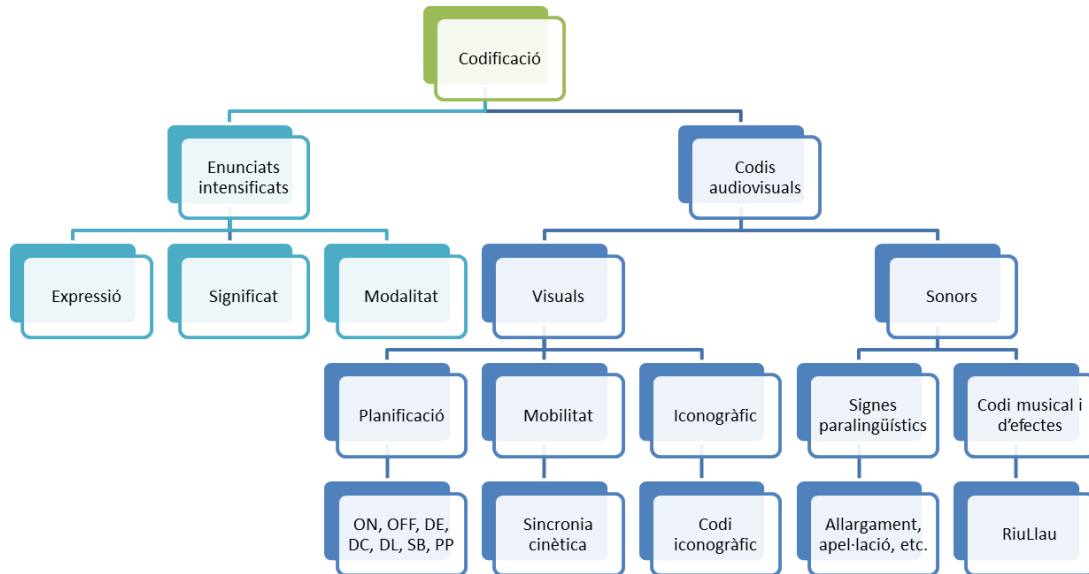 Codificació
Enunciats
intensificats
Codis
audiovisuals
Expressió
Significat
Modalitat
Visuals
Sonors
Planificació
Mobilitat
Iconogràfic
Signes
paralingüístics
Codi musical i
d'efectes
ON, OFF, DE,
DC, DL, SB, PP
Sincronia
cinètica
Codi
iconogràfic
Allargament,
apel·lació, etc.
RiuLlau